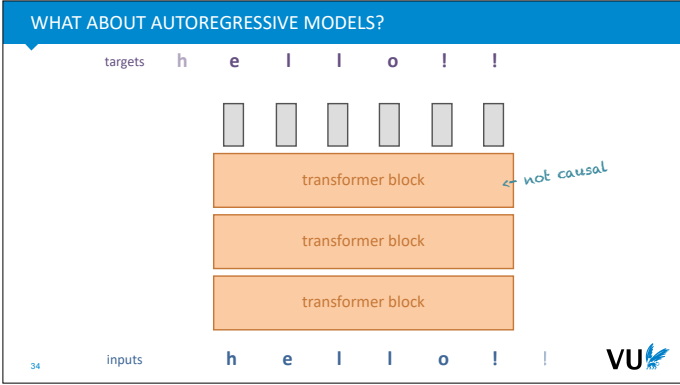 WHAT ABOUT AUTOREGRESSIVE MODELS?
targets h e l l o ! !
transformer block
<- not causal
transformer block
transformer block
inputs h e l l o ! !
34
VU